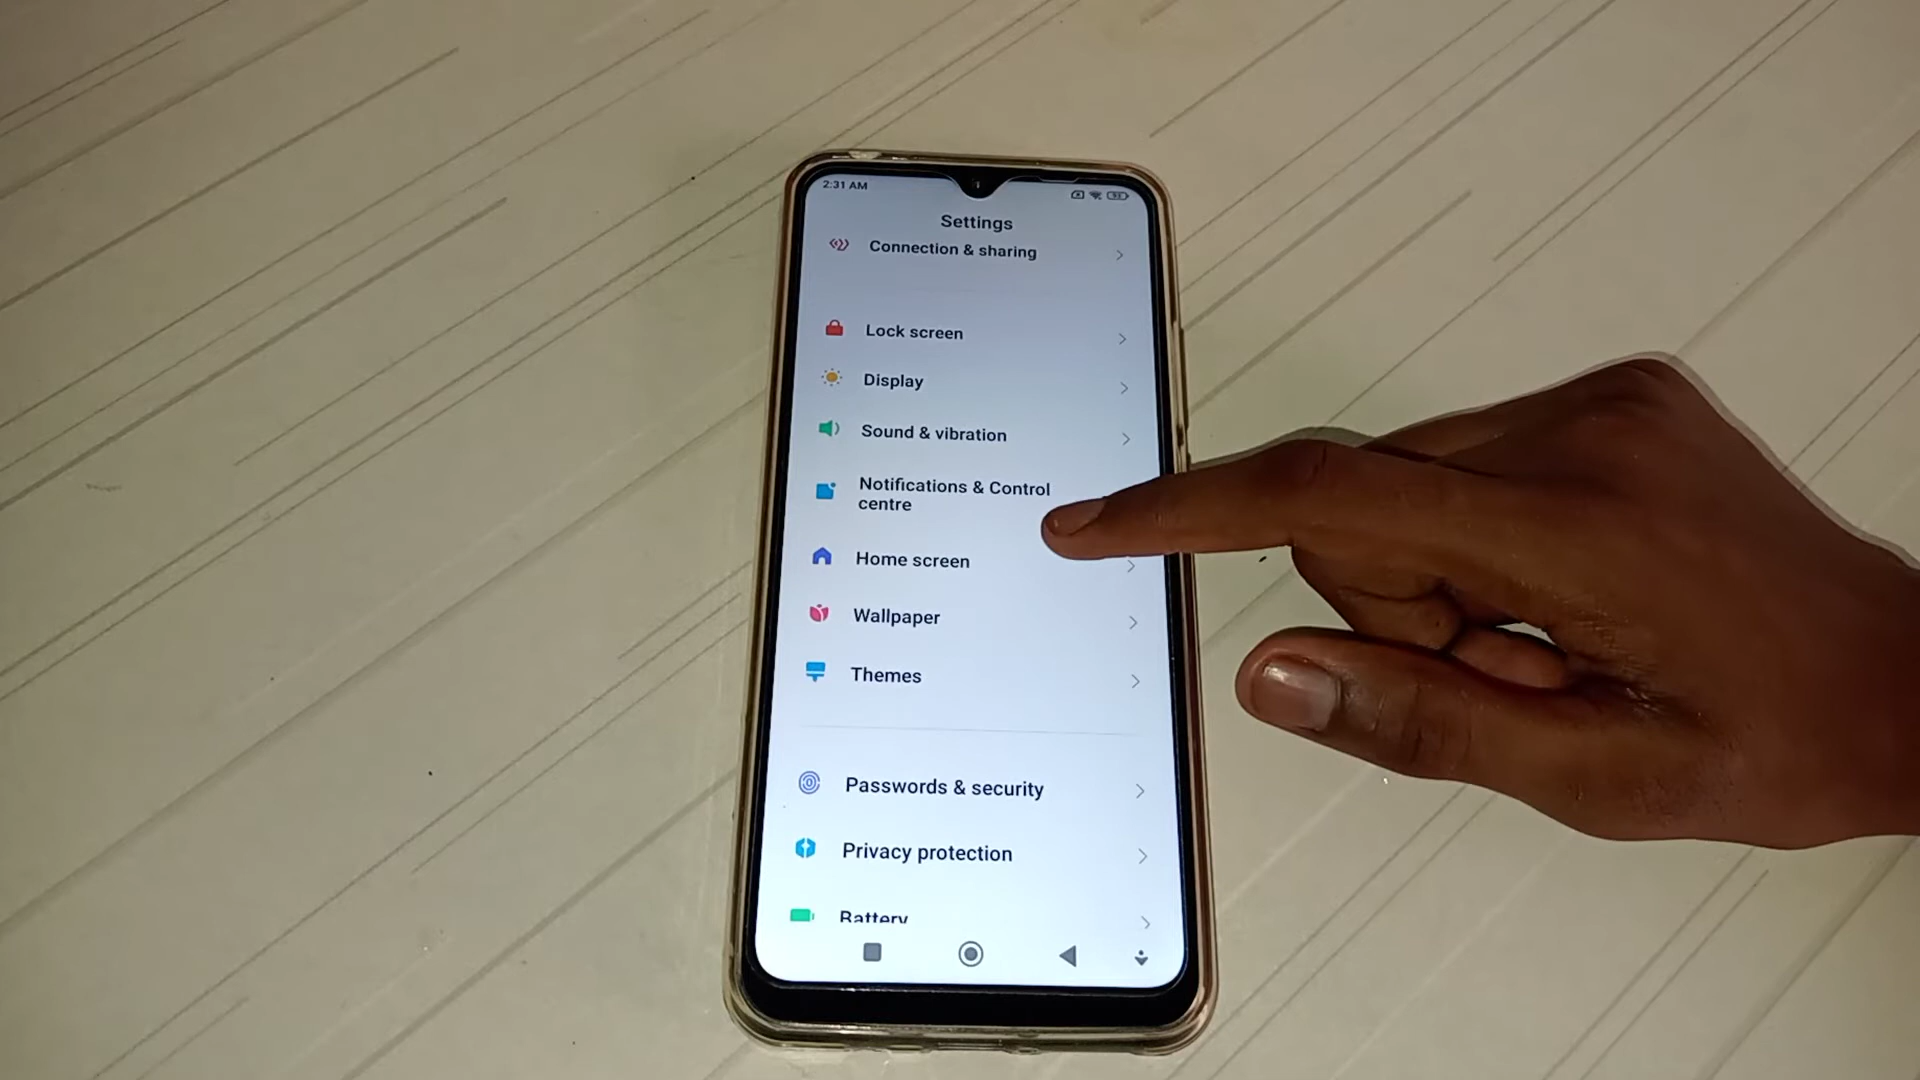 2:31 AM
Settings
Connection & sharing
Lock screen
Display
Sound & vibration
Notifications & Control
centre
Home screen
Wallpaper
Themes
Passwords & security
Privacy protection
Battery